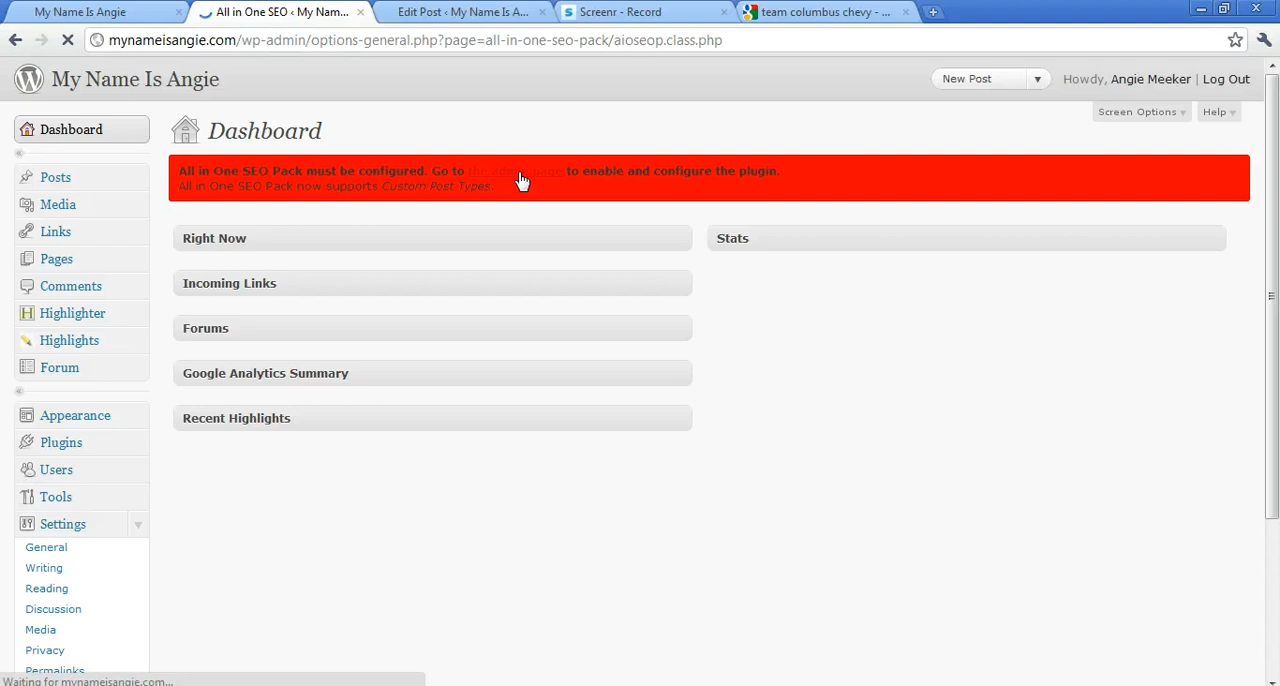 My Name Is Angie
All in One SEO ‹ My Nam...
Edit Post ‹ My Name Is A...
Screenr - Record
team columbus chevy - ...
mynameisangie.com/wp-admin/options-general.php?page=all-in-one-seo-pack/aioseop.class.php
My Name Is Angie
New Post
Howdy, Angie Meeker | Log Out
Screen Options
Help
Dashboard
Dashboard
All in One SEO Pack must be configured. Go to the admin page to enable and configure the plugin.
All in One SEO Pack now supports Custom Post Types.
Posts
Media
Links
Pages
Comments
Highlighter
Highlights
Forum
Appearance
Plugins
Users
Tools
Settings
General
Writing
Reading
Discussion
Media
Privacy
Permalinks
Right Now
Incoming Links
Forums
Google Analytics Summary
Recent Highlights
Stats
Waiting for mynameisangie.com...